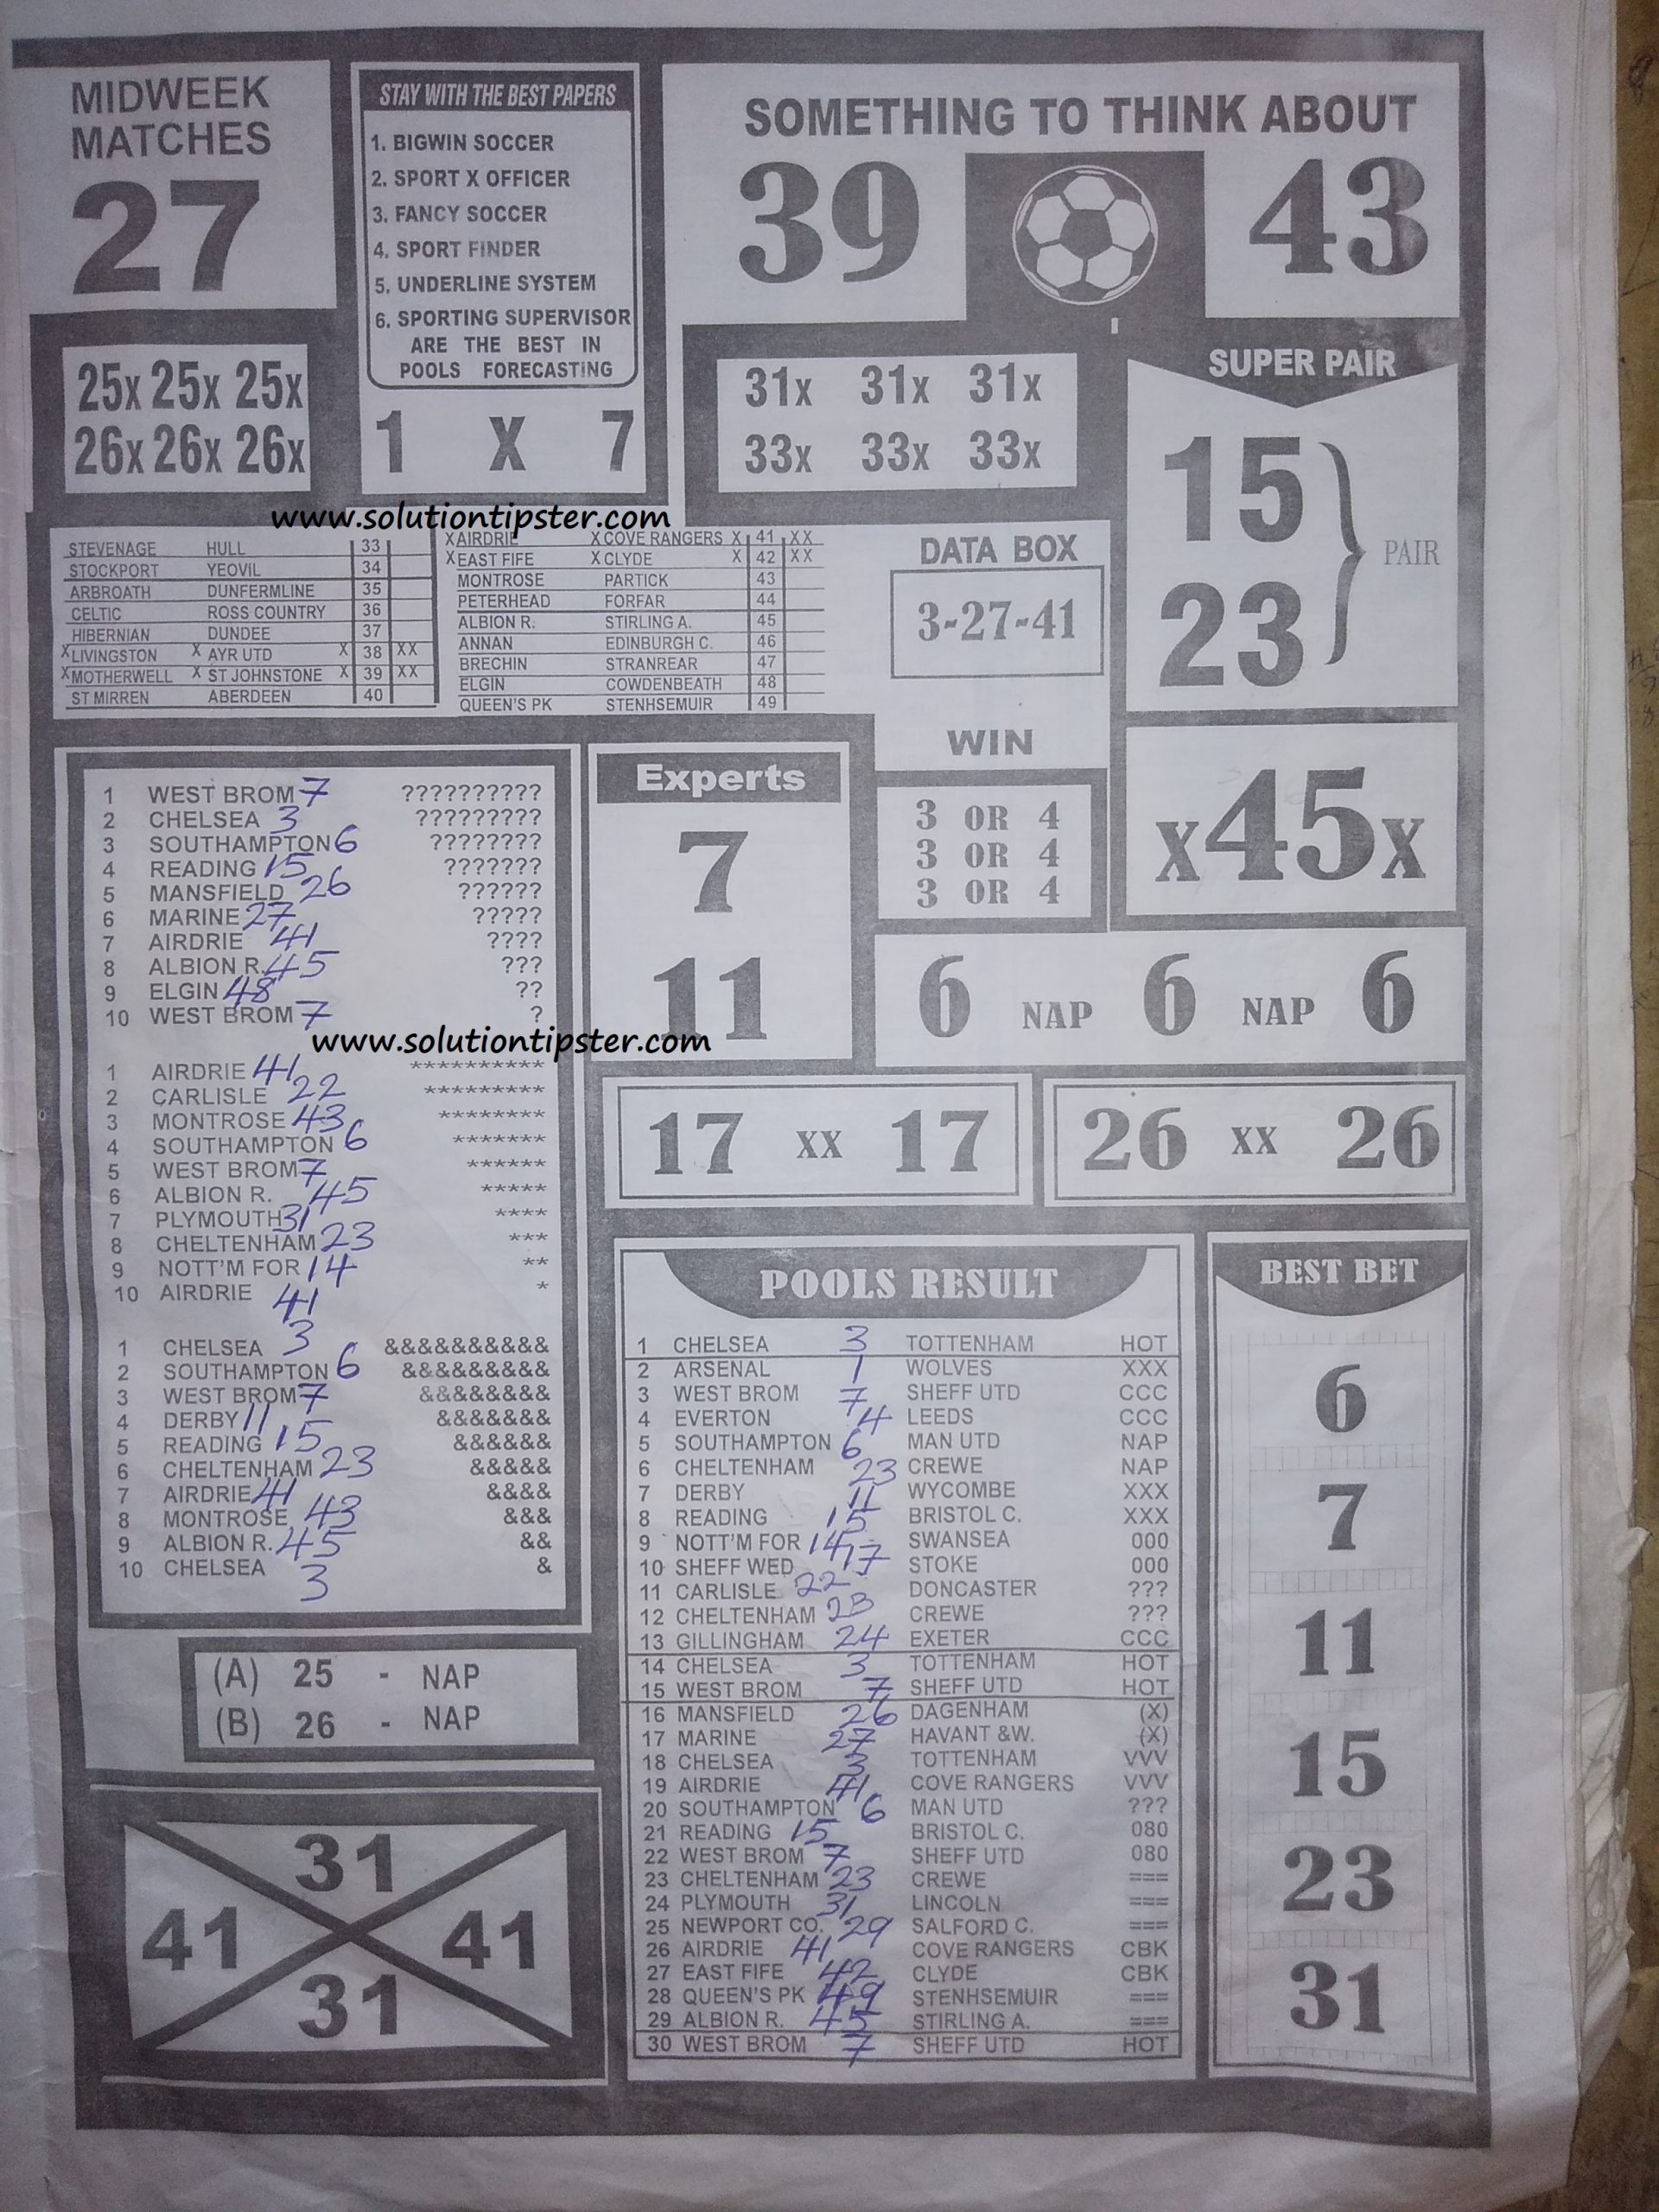 MIDWEEK
MATCHES
27
STAY WITH THE BEST PAPERS
1. BIGWIN SOCCER
2. SPORT X OFFICER
3. FANCY SOCCER
4. SPORT FINDER
5. UNDERLINE SYSTEM
6. SPORTING SUPERVISOR
ARE THE BEST IN
POOLS FORECASTING
1 X 7
SOMETHING TO THINK ABOUT
39 43
25x 25x 25x
26x 26x 26x
31x 31x 31x
33x 33x 33x
SUPER PAIR
15
23
PAIR
www.solutiontipster.com
STEVENAGE HULL 33
STOCKPORT YEOVIL 34
ARBROATH DUNFERMLINE 35
CELTIC ROSS COUNTRY 36
HIBERNIAN DUNDEE 37
X LIVINGSTON X AYR UTD X 38 XX
X MOTHERWELL X ST JOHNSTONE X 39 XX
ST MIRREN ABERDEEN 40
X AIRDRIE X COVE RANGERS X 41 XX
X EAST FIFE X CLYDE X 42 XX
MONTROSE PARTICK 43
PETERHEAD FORFAR 44
ALBION R. STIRLING A. 45
ANNAN EDINBURGH C. 46
BRECHIN STRANREAR 47
ELGIN COWDENBEATH 48
QUEEN'S PK STENHSEMUIR 49
DATA BOX
3-27-41
WIN
3 OR 4
3 OR 4
3 OR 4
x45x
1 WEST BROM 7 ??????????
2 CHELSEA 3 ?????????
3 SOUTHAMPTON 6 ????????
4 READING 15 ???????
5 MANSFIELD 26 ??????
6 MARINE 27 ?????
7 AIRDRIE 41 ????
8 ALBION R. 45 ???
9 ELGIN 48 ??
10 WEST BROM 7 ?
www.solutiontipster.com
1 AIRDRIE 41 **********
2 CARLISLE 22 *********
3 MONTROSE 43 ********
4 SOUTHAMPTON 6 *******
5 WEST BROM 7 ******
6 ALBION R. 45 *****
7 PLYMOUTH 31 ****
8 CHELTENHAM 23 ***
9 NOTT'M FOR 14 **
10 AIRDRIE 41 *
1 CHELSEA 3 &&&&&&&&&&
2 SOUTHAMPTON 6 &&&&&&&&&
3 WEST BROM 7 &&&&&&&&
4 DERBY 11 &&&&&&&
5 READING 15 &&&&&&
6 CHELTENHAM 23 &&&&&
7 AIRDRIE 41 &&&&
8 MONTROSE 43 &&&
9 ALBION R. 45 &&
10 CHELSEA 3 &
Experts
7
11
6 NAP 6 NAP 6
17 xx 17
26 xx 26
(A) 25 - NAP
(B) 26 - NAP
31
41 41
31
POOLS RESULT
1 CHELSEA 3 TOTTENHAM HOT
2 ARSENAL 1 WOLVES XXX
3 WEST BROM 7 SHEFF UTD CCC
4 EVERTON 4 LEEDS CCC
5 SOUTHAMPTON 6 MAN UTD NAP
6 CHELTENHAM 23 CREWE NAP
7 DERBY 11 WYCOMBE XXX
8 READING 15 BRISTOL C. XXX
9 NOTT'M FOR 14 SWANSEA 000
10 SHEFF WED 17 STOKE 000
11 CARLISLE 22 DONCASTER ???
12 CHELTENHAM 23 CREWE ???
13 GILLINGHAM 24 EXETER CCC
14 CHELSEA 3 TOTTENHAM HOT
15 WEST BROM 7 SHEFF UTD HOT
16 MANSFIELD 26 DAGENHAM (X)
17 MARINE 27 HAVANT &W. (X)
18 CHELSEA 3 TOTTENHAM VVV
19 AIRDRIE 41 COVE RANGERS VVV
20 SOUTHAMPTON 6 MAN UTD ???
21 READING 15 BRISTOL C. 080
22 WEST BROM 7 SHEFF UTD 080
23 CHELTENHAM 23 CREWE ===
24 PLYMOUTH 31 LINCOLN ===
25 NEWPORT CO. 29 SALFORD C. ===
26 AIRDRIE 41 COVE RANGERS CBK
27 EAST FIFE 42 CLYDE CBK
28 QUEEN'S PK 49 STENHSEMUIR ===
29 ALBION R. 45 STIRLING A. ===
30 WEST BROM 7 SHEFF UTD HOT
BEST BET
6
7
11
15
23
31